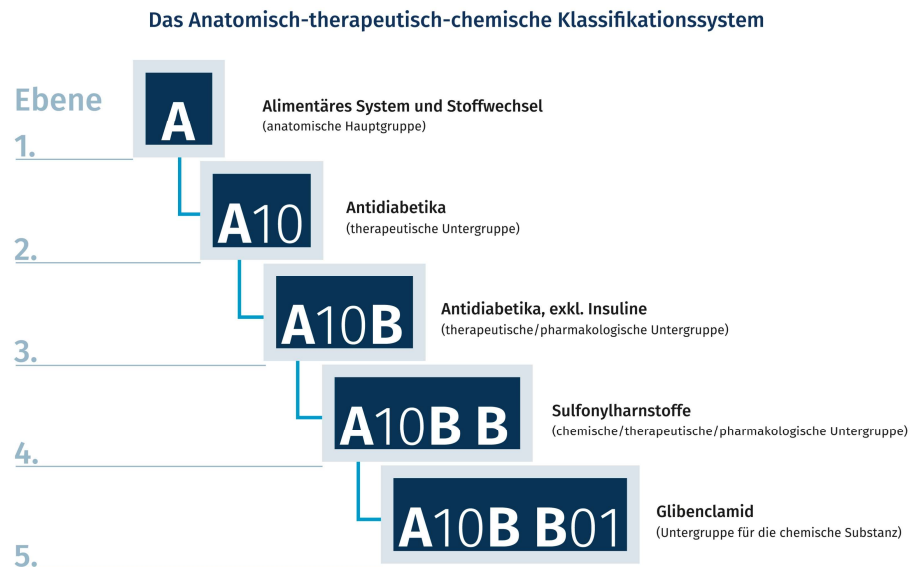 Das Anatomisch-therapeutisch-chemische Klassifikationssystem
Ebene
A
Alimentäres System und Stoffwechsel
(anatomische Hauptgruppe)
1.
A10
Antidiabetika
(therapeutische Untergruppe)
2.
A10B
Antidiabetika, exkl. Insuline
(therapeutische/pharmakologische Untergruppe)
3.
A10B B
Sulfonylharnstoffe
(chemische/therapeutische/pharmakologische Untergruppe)
4.
A10B B01
Glibenclamid
(Untergruppe für die chemische Substanz)
5.